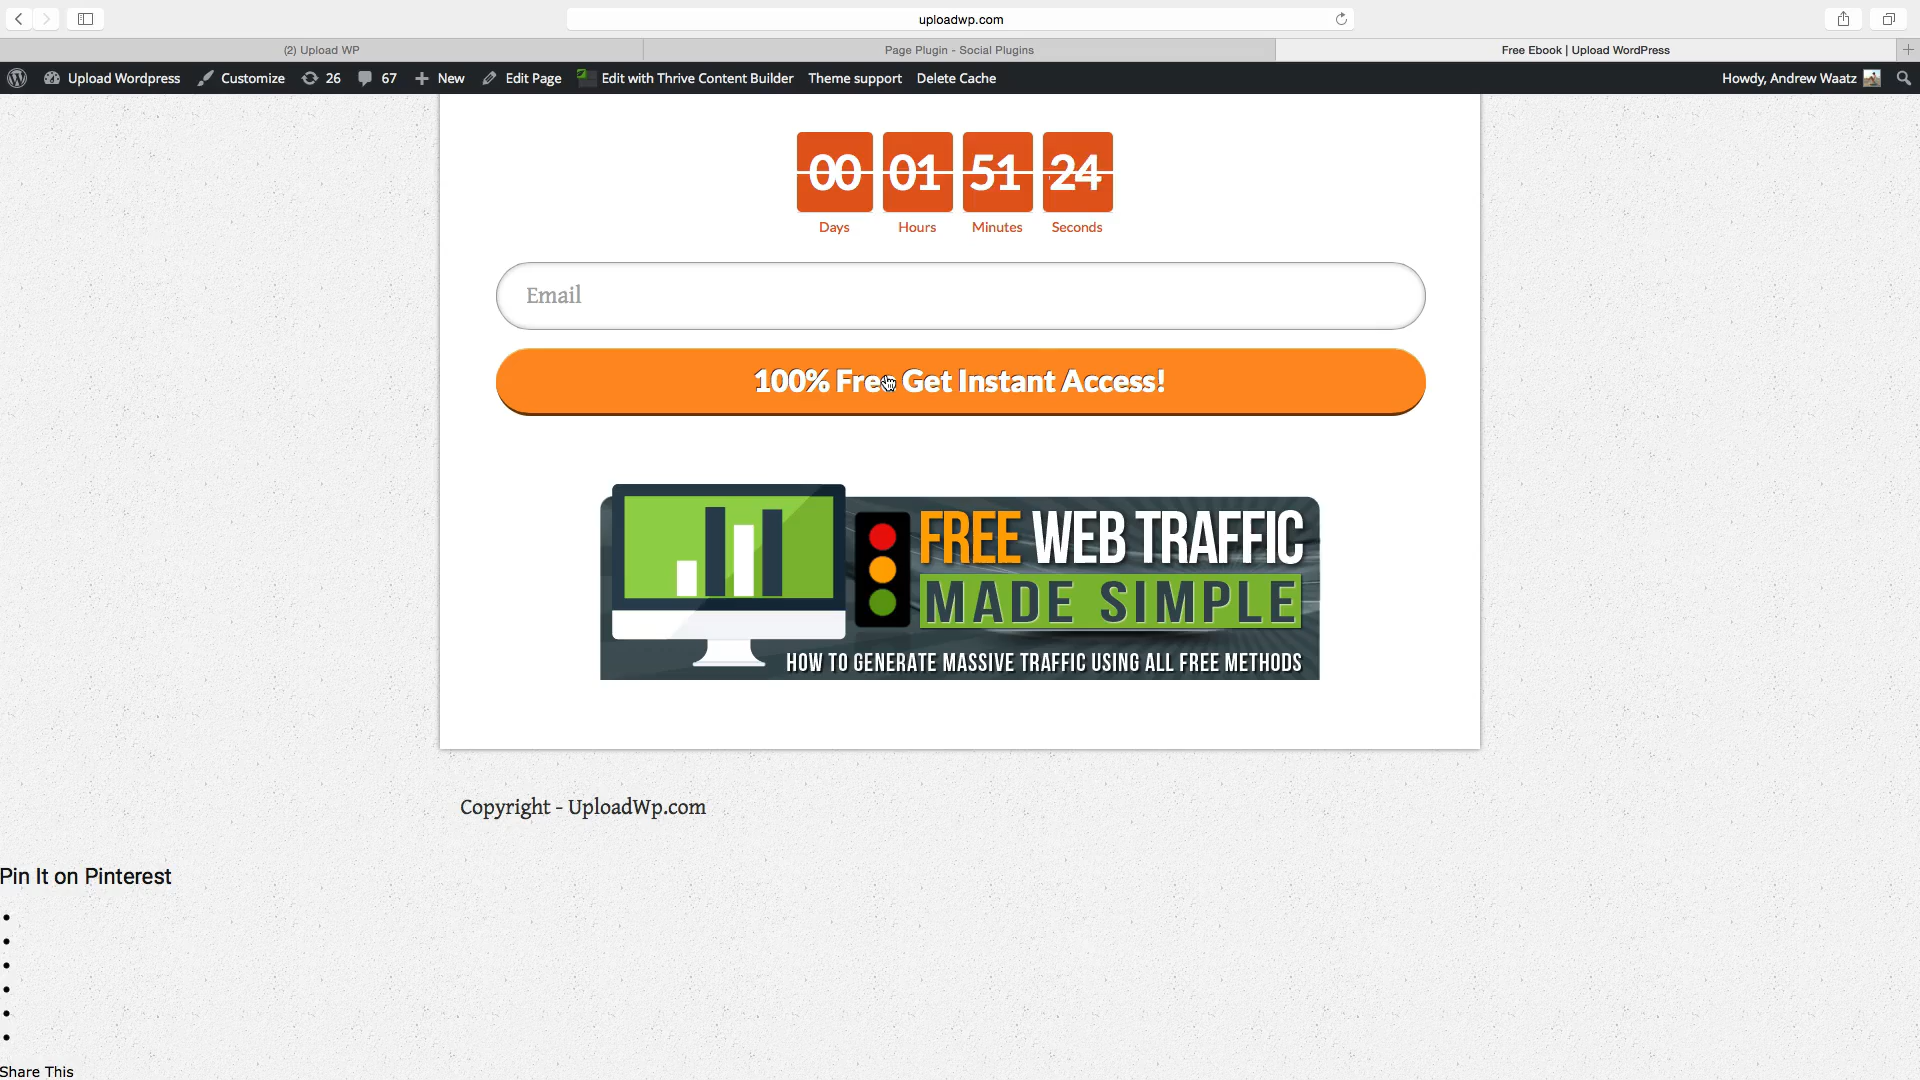 uploadwp.com
(2) Upload WP
Page Plugin - Social Plugins
Free Ebook | Upload WordPress
Upload Wordpress
Customize
26
67
New
Edit Page
Edit with Thrive Content Builder
Theme support
Delete Cache
Howdy, Andrew Waatz
00 01 51 24
Days Hours Minutes Seconds
Email
100% Free Get Instant Access!
FREE WEB TRAFFIC
MADE SIMPLE
HOW TO GENERATE MASSIVE TRAFFIC USING ALL FREE METHODS
Copyright - UploadWp.com
Pin It on Pinterest
Share This